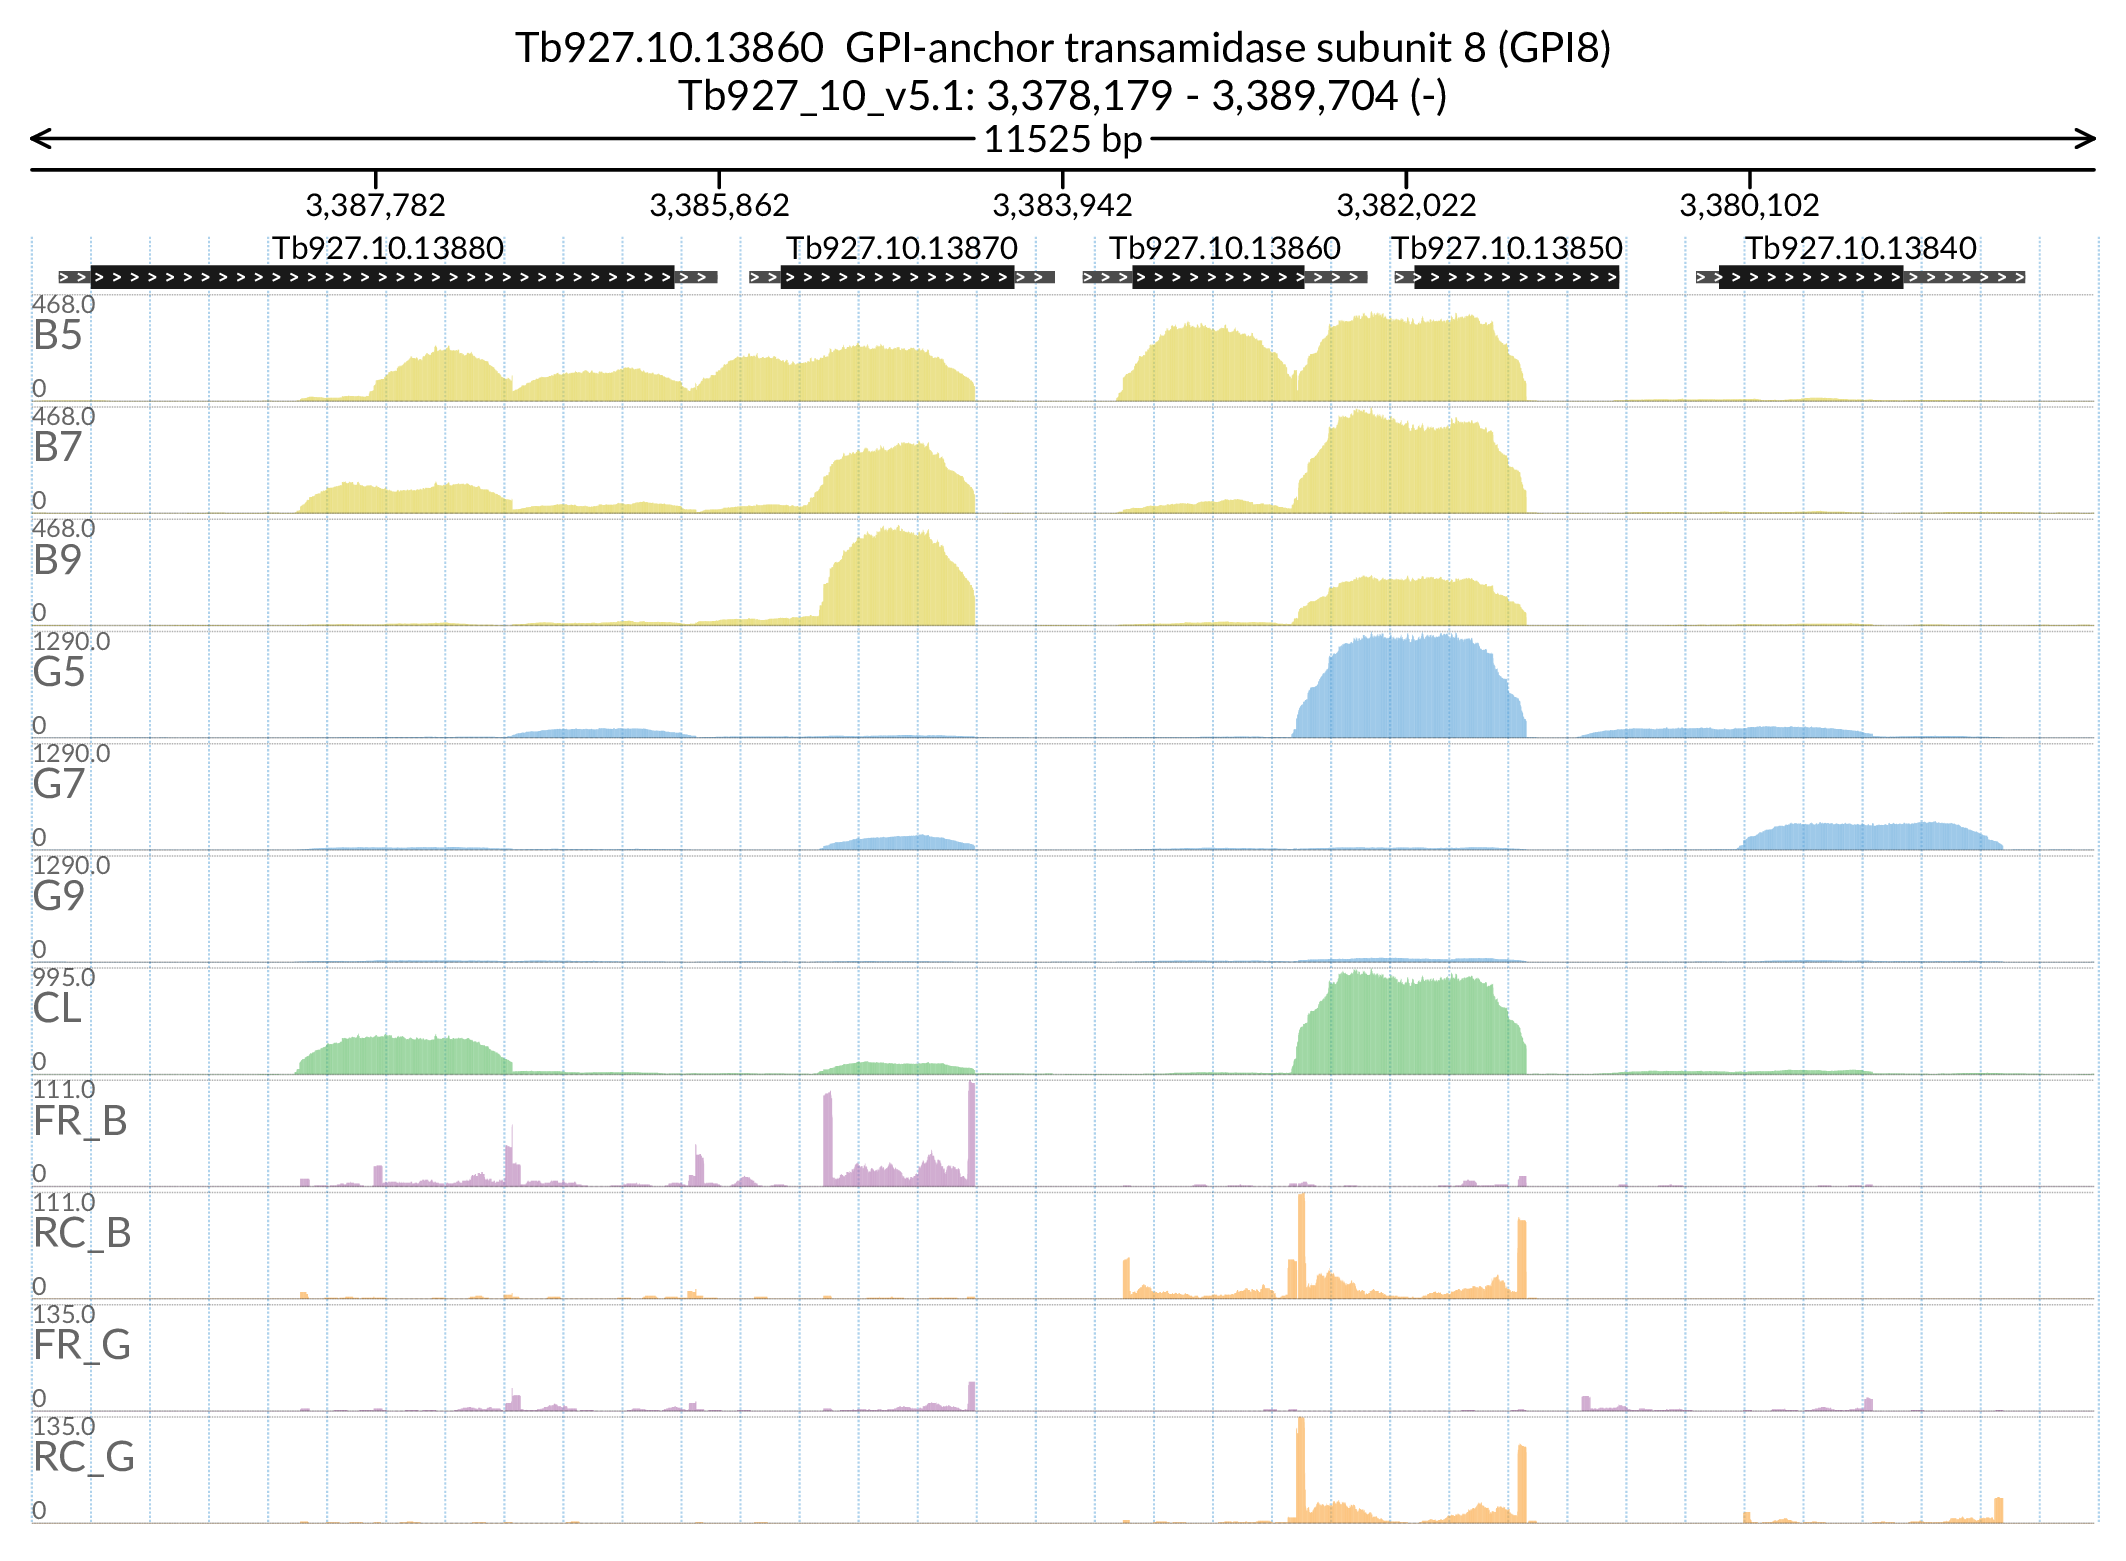 Tb927.10.13860  GPI-anchor transamidase subunit 8 (GPI8)
Tb927_10_v5.1: 3,378,179 - 3,389,704 (-)
11525 bp
3,387,782 3,385,862 3,383,942 3,382,022 3,380,102
Tb927.10.13880 Tb927.10.13870 Tb927.10.13860 Tb927.10.13850 Tb927.10.13840
468.0
B5
0
468.0
B7
0
468.0
B9
0
1290.0
G5
0
1290.0
G7
0
1290.0
G9
0
995.0
CL
0
111.0
FR_B
0
111.0
RC_B
0
135.0
FR_G
0
135.0
RC_G
0